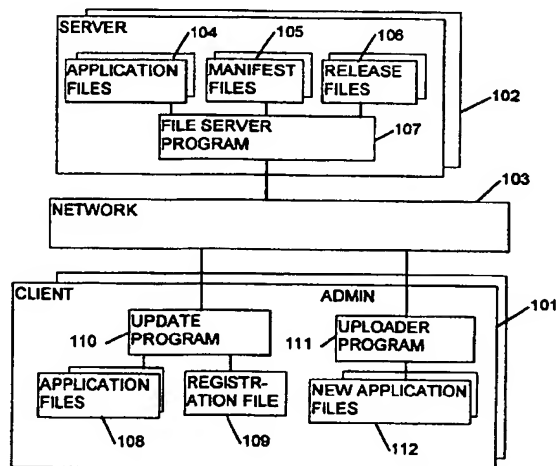 SERVER
104
105
106
APPLICATION
FILES
MANIFEST
FILES
RELEASE
FILES
102
FILE SERVER
PROGRAM
107
103
NETWORK
CLIENT
ADMIN
101
110
UPDATE
PROGRAM
111
UPLOADER
PROGRAM
APPLICATION
FILES
REGISTR-
ATION FILE
NEW APPLICATION
FILES
108
109
112